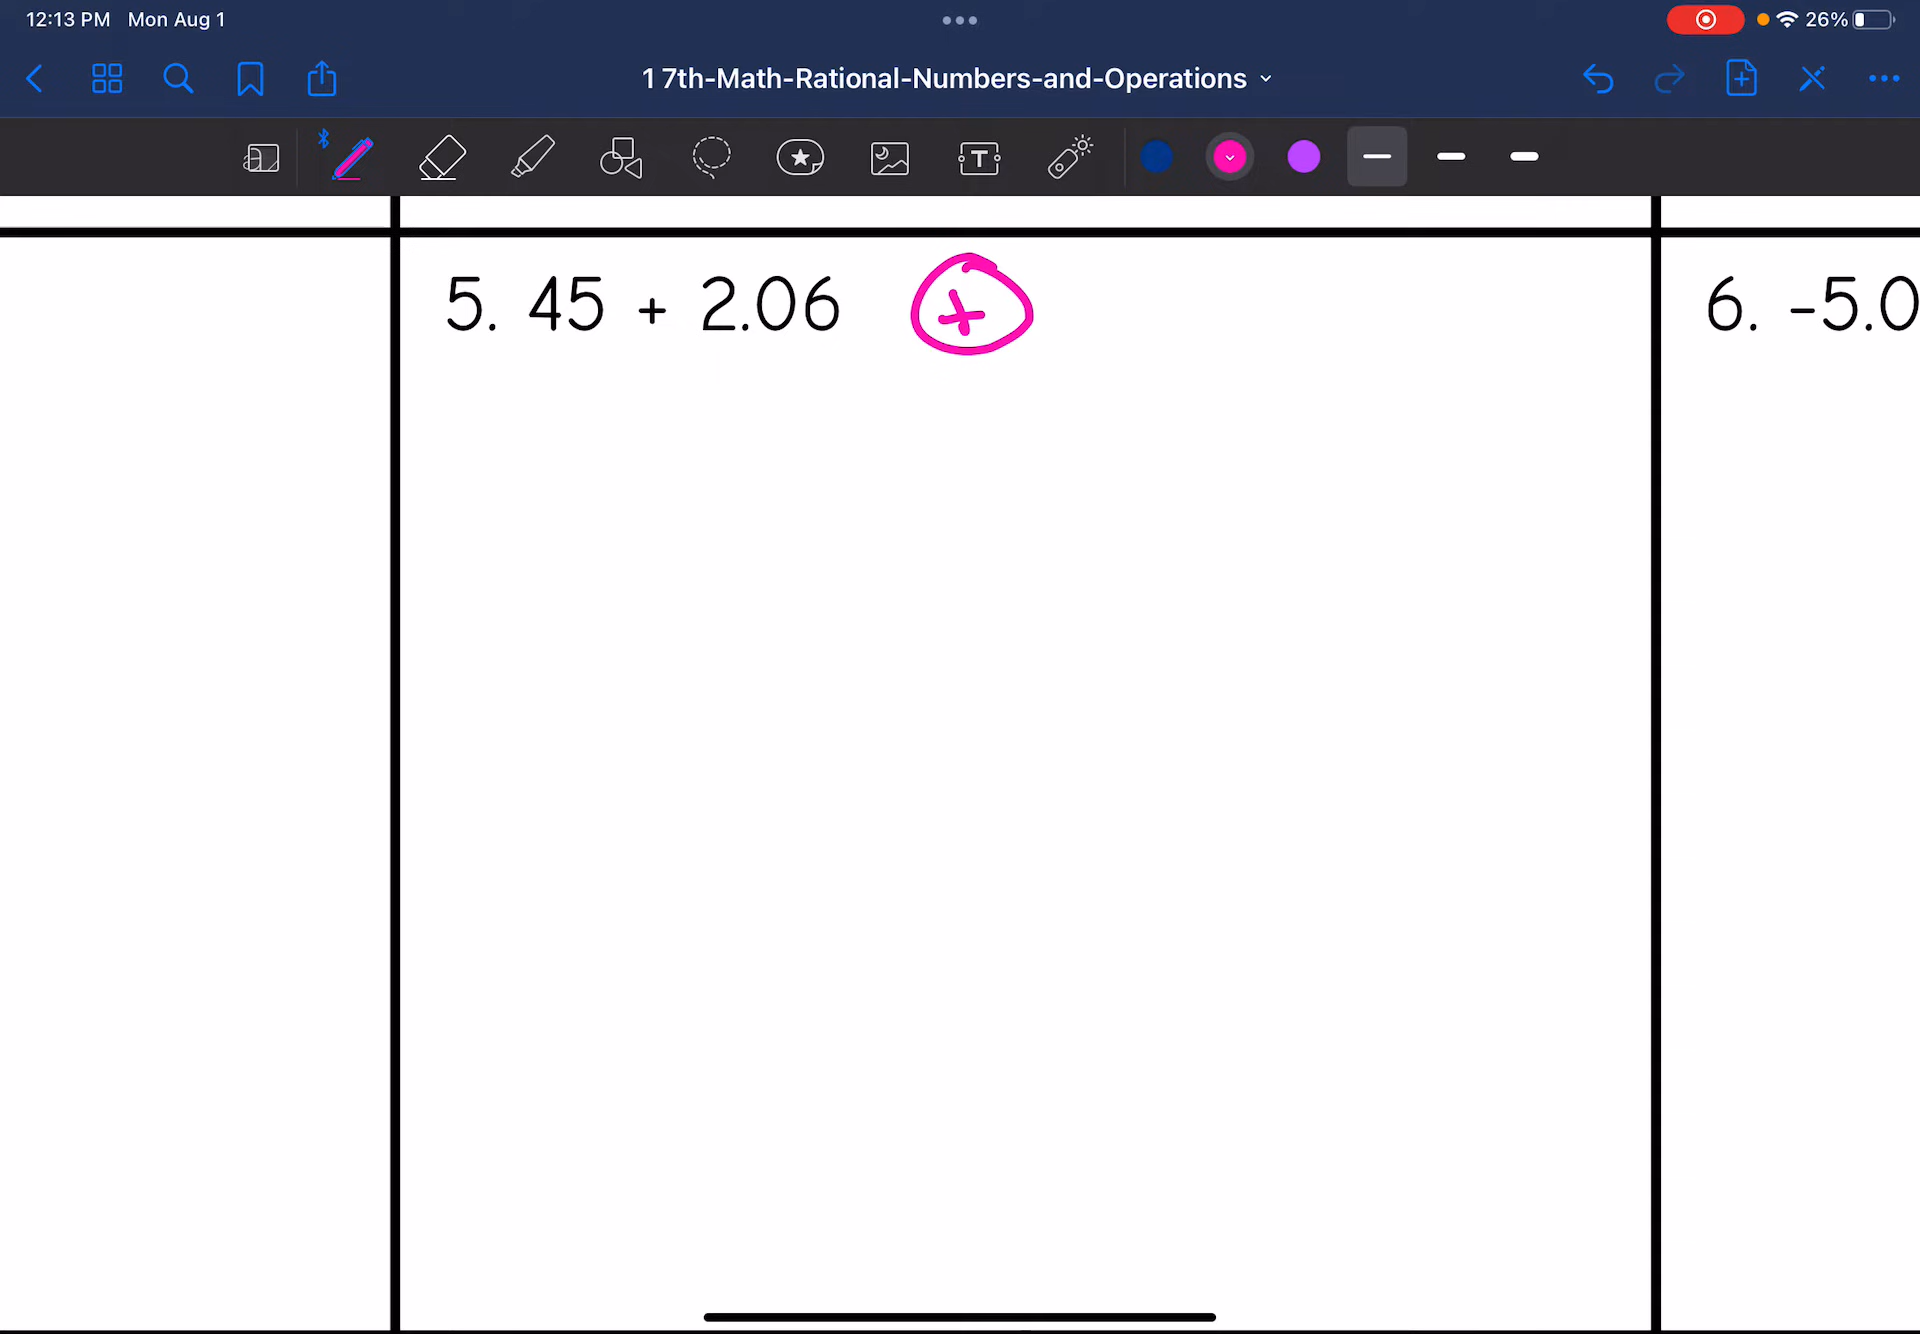 12:13 PM Mon Aug 1
26%
1 7th-Math-Rational-Numbers-and-Operations
T
5. 45 + 2.06 +
6. -5.0